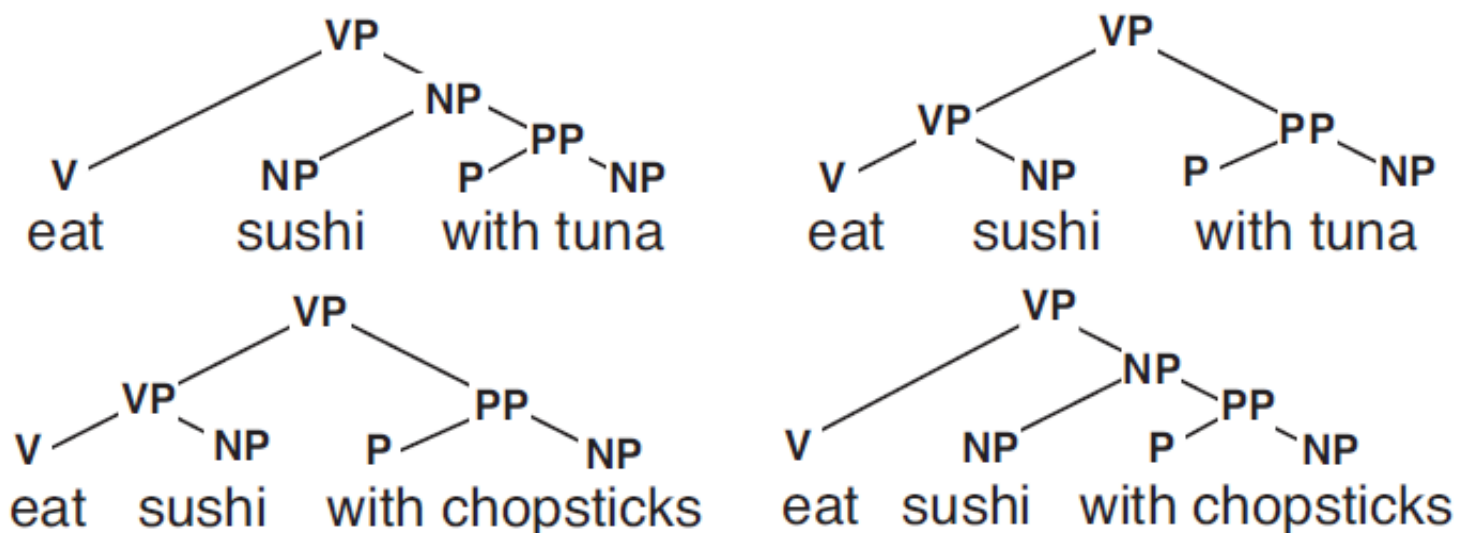 VP VP
NP VP
PP PP
V NP P NP V NP P NP
eat sushi with tuna eat sushi with tuna
VP VP
VP PP NP PP
V NP P NP V NP P NP
eat sushi with chopsticks eat sushi with chopsticks